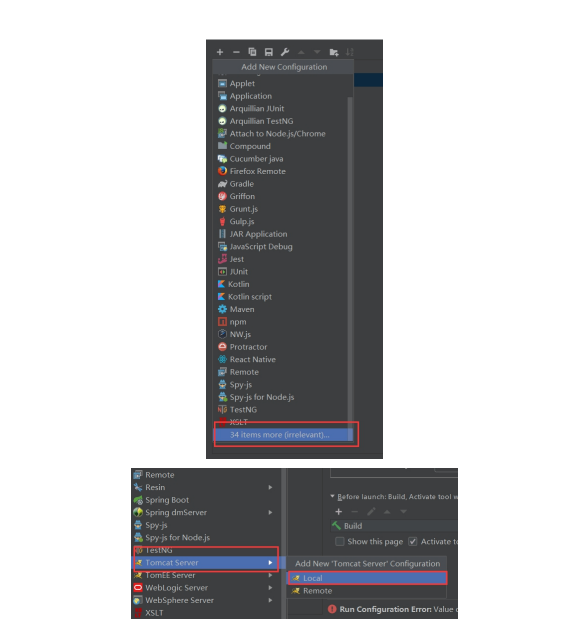 Add New Configuration
Applet
Application
Arquillian JUnit
Arquillian TestNG
Attach to Node.js/Chrome
Compound
Cucumber java
Firefox Remote
Gradle
Griffon
Grunt.js
Gulp.js
JAR Application
JavaScript Debug
Jest
JUnit
Kotlin
Kotlin script
Maven
npm
NW.js
Protractor
React Native
Remote
Spy-js
Spy-js for Node.js
TestNG
XSLT
34 items more (irrelevant)...
Remote
Resin
Spring Boot
Spring dmServer
Spy-js
Spy-js for Node.js
TestNG
Tomcat Server
TomEE Server
WebLogic Server
WebSphere Server
XSLT
Before launch: Build, Activate tool w
Build
Show this page
Activate to
Add New 'Tomcat Server' Configuration
Local
Remote
Run Configuration Error: Value